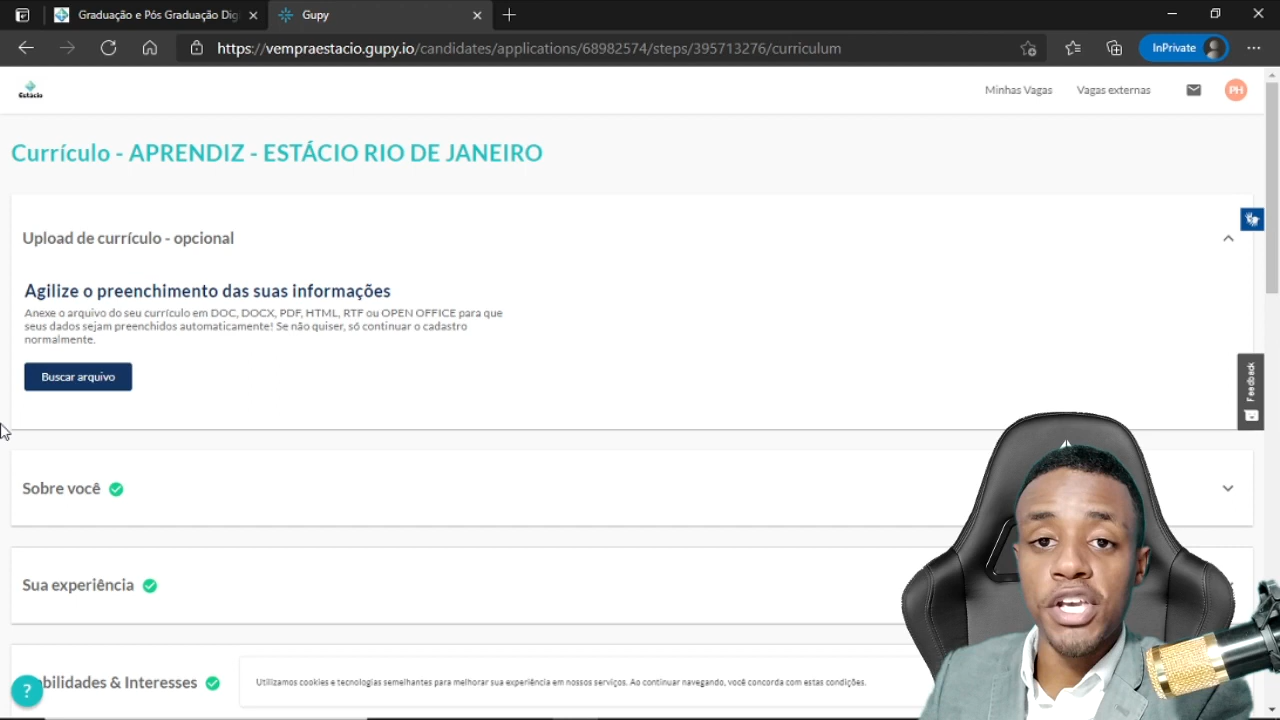 Graduação e Pós Graduação Dig
Gupy
https://vempraestacio.gupy.io/candidates/applications/68982574/steps/395713276/curriculum
InPrivate
Estácio
Minhas Vagas
Vagas externas
PH
Currículo - APRENDIZ - ESTÁCIO RIO DE JANEIRO
Upload de currículo - opcional
Agilize o preenchimento das suas informações
Anexe o arquivo do seu currículo em DOC, DOCX, PDF, HTML, RTF ou OPEN OFFICE para que
seus dados sejam preenchidos automaticamente! Se não quiser, só continuar o cadastro
normalmente.
Buscar arquivo
Feedback
Sobre você
Sua experiência
bilidades & Interesses
?
Utilizamos cookies e tecnologias semelhantes para melhorar sua experiência em nossos serviços. Ao continuar navegando, você concorda com estas condições.